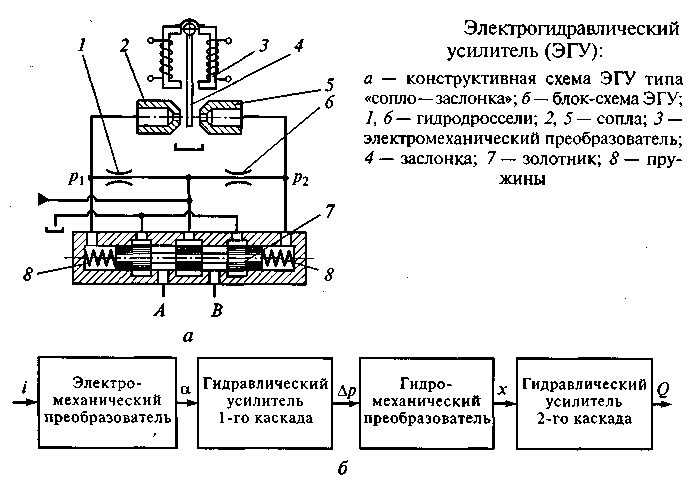 Электрогидравлический
усилитель (ЭГУ):
а — конструктивная схема ЭГУ типа
«сопло—заслонка»; б — блок-схема ЭГУ;
1, 6 — гидродроссели; 2, 5 — сопла; 3 —
электромеханический преобразователь;
4 — заслонка; 7 — золотник; 8 — пру-
жины
1
2
3
4
5
6
p1
p2
7
8
8
А
В
а
i
Электро-
механический
преобразователь
α
Гидравлический
усилитель
1-го каскада
Δp
Гидро-
механический
преобразователь
x
Гидравлический
усилитель
2-го каскада
Q
б